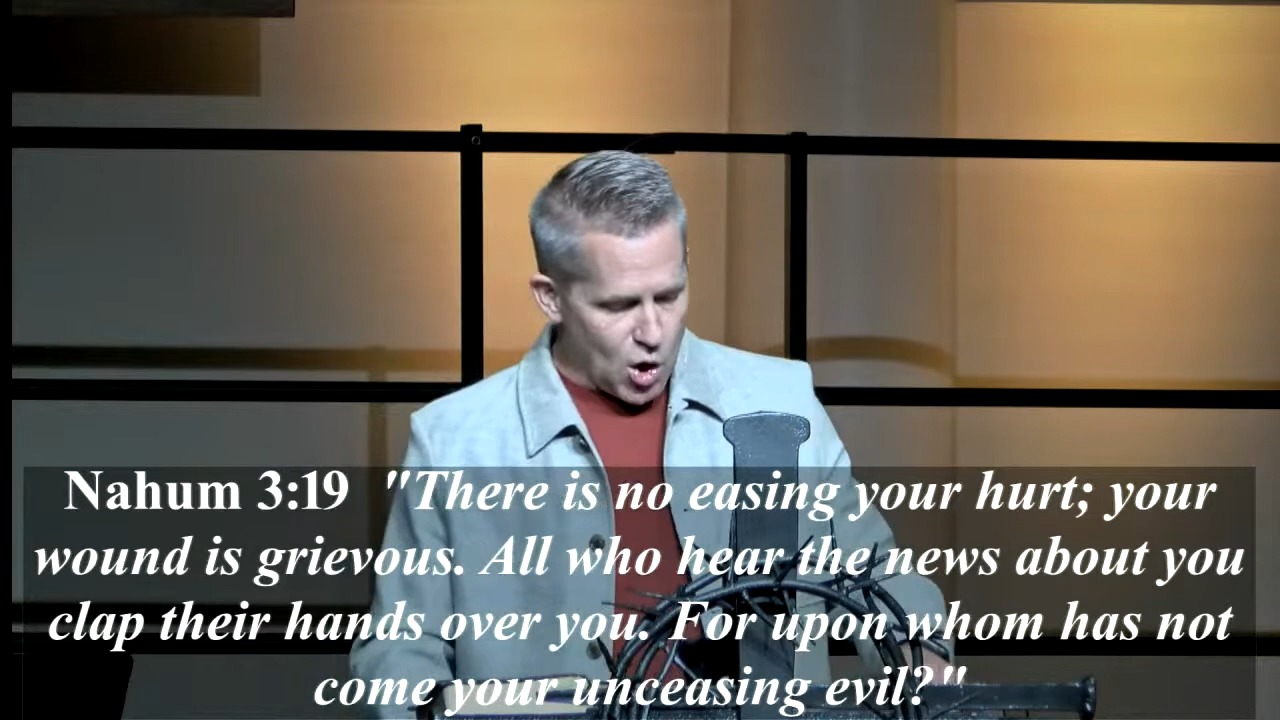 Nahum 3:19 "There is no easing your hurt; your
wound is grievous. All who hear the news about you
clap their hands over you. For upon whom has not
come your unceasing evil?"